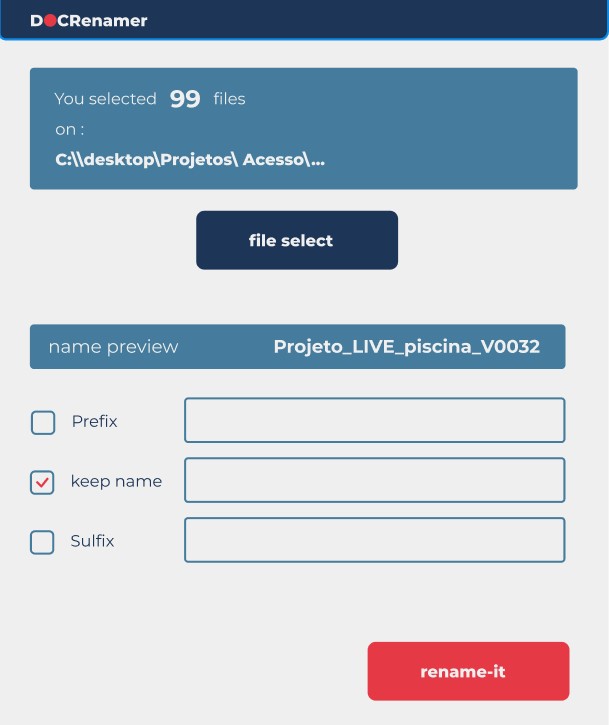 DOCRenamer
You selected 99 files
on :
C:\\desktop\Projetos\ Acesso\...
file select
name preview Projeto_LIVE_piscina_V0032
Prefix
keep name
Sulfix
rename-it